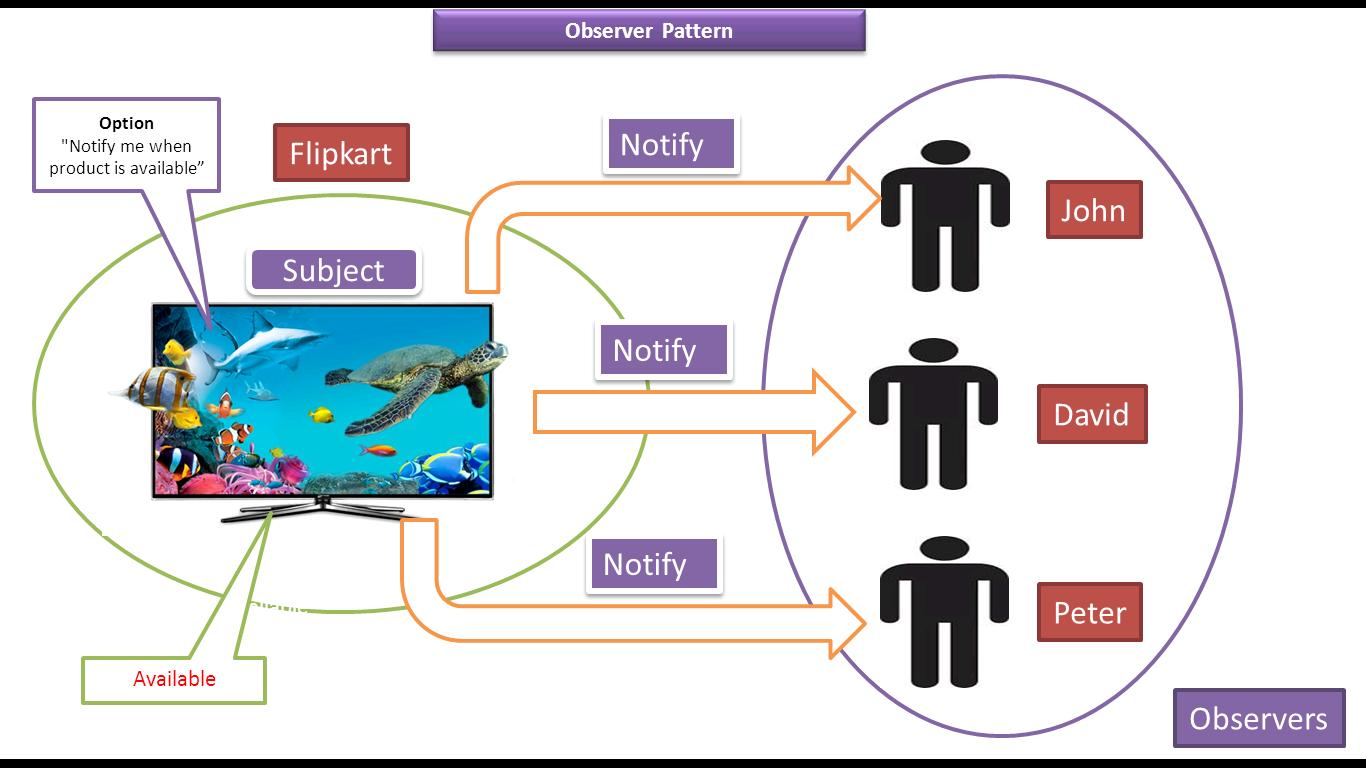 Observer Pattern
Option
"Notify me when
product is available”
Flipkart
Notify
John
Subject
Notify
David
Notify
Peter
Available
Observers